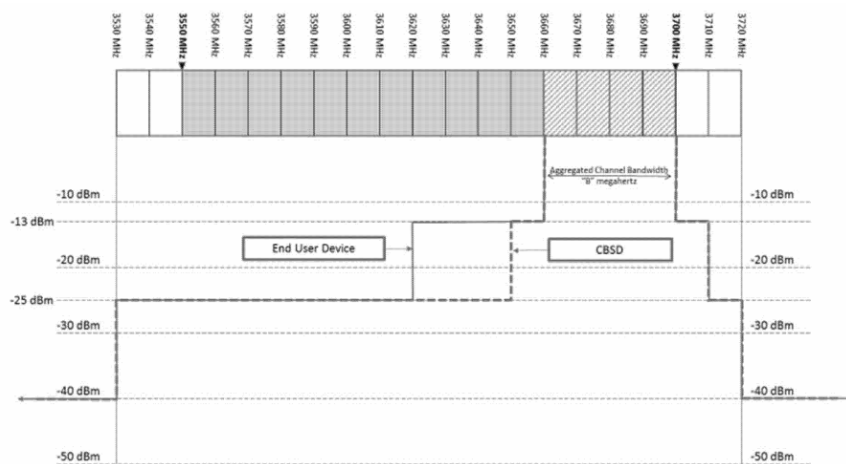 3530 MHz
3540 MHz
3550 MHz
3560 MHz
3570 MHz
3580 MHz
3590 MHz
3600 MHz
3610 MHz
3620 MHz
3630 MHz
3640 MHz
3650 MHz
3660 MHz
3670 MHz
3680 MHz
3690 MHz
3700 MHz
3710 MHz
3720 MHz
Aggregated Channel Bandwidth
"B" megahertz
-10 dBm
-10 dBm
-13 dBm
End User Device
CBSD
-20 dBm
-20 dBm
-25 dBm
-30 dBm
-30 dBm
-40 dBm
-40 dBm
-50 dBm
-50 dBm